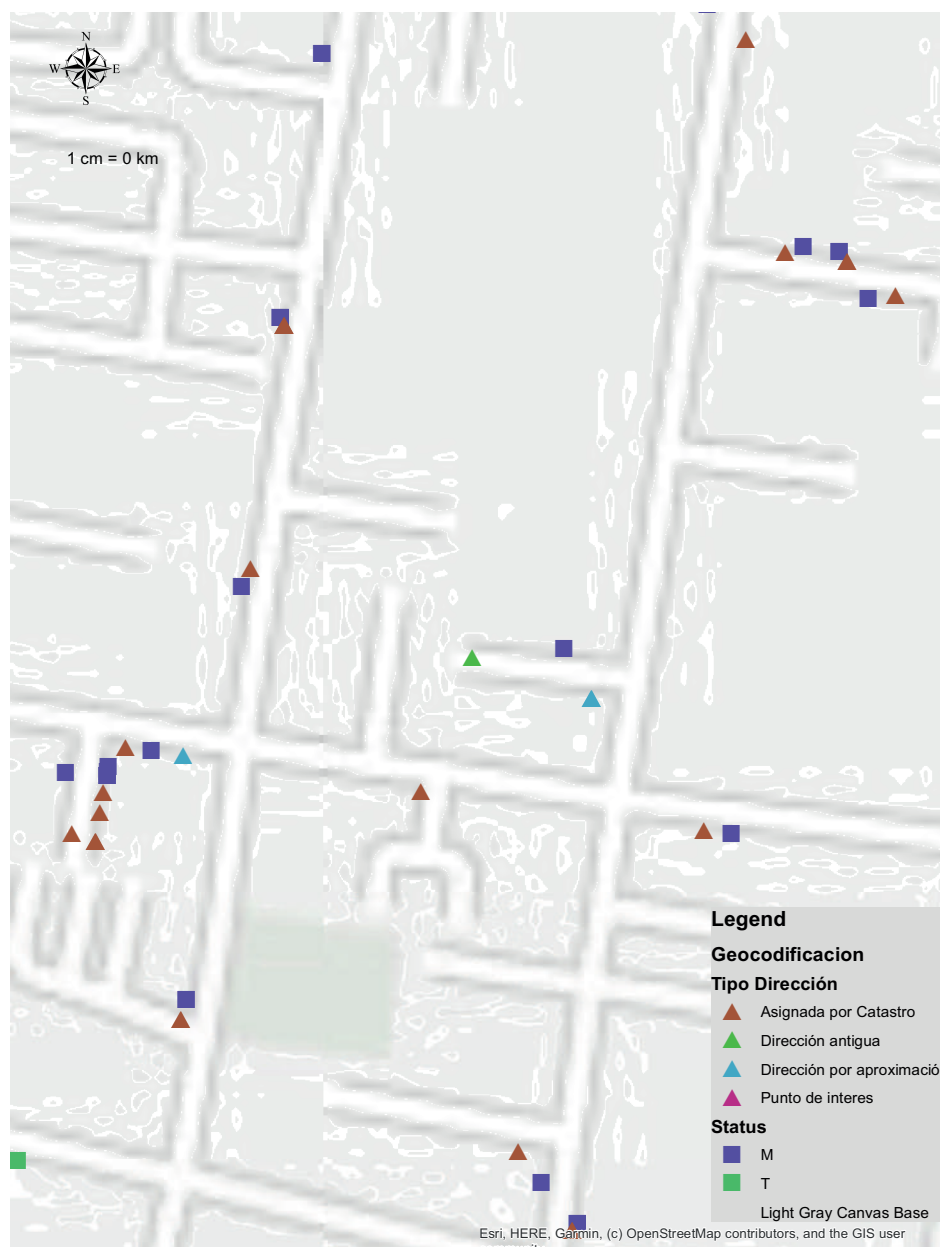 N
W E
S
1 cm = 0 km
Legend
Geocodificacion
Tipo Dirección
Asignada por Catastro
Dirección antigua
Dirección por aproximació
Punto de interes
Status
M
T
Light Gray Canvas Base
Esri, HERE, Garmin, (c) OpenStreetMap contributors, and the GIS user